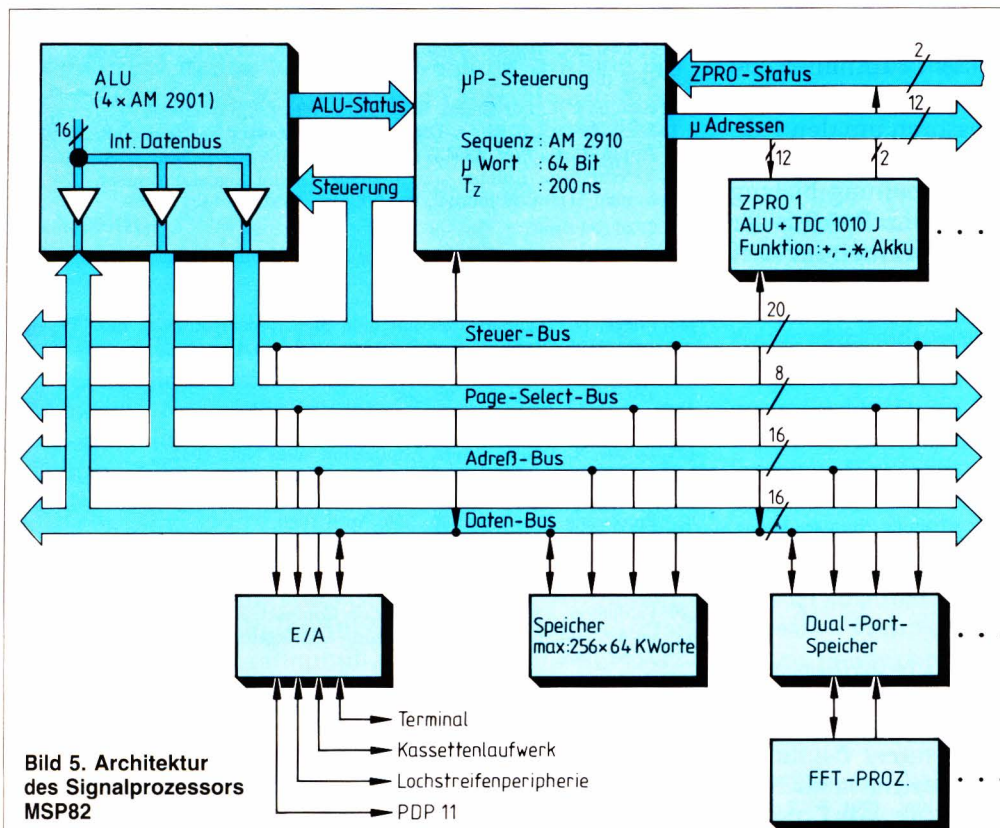 ALU
(4 × AM 2901)
16
Int. Datenbus
ALU-Status
Steuerung
µP-Steuerung
Sequenz : AM 2910
µ Wort : 64 Bit
T_Z : 200 ns
2
ZPRO-Status
12
µ Adressen
12
2
ZPRO 1
ALU + TDC 1010 J
Funktion:+,-,*, Akku
. . .
20
Steuer-Bus
8
Page-Select-Bus
16
Adreß-Bus
16
Daten-Bus
E/A
Speicher
max:256×64 KWorte
Dual-Port-
Speicher
. . .
Terminal
Kassettenlaufwerk
Lochstreifenperipherie
PDP 11
FFT-PROZ.
. . .
Bild 5. Architektur
des Signalprozessors
MSP82